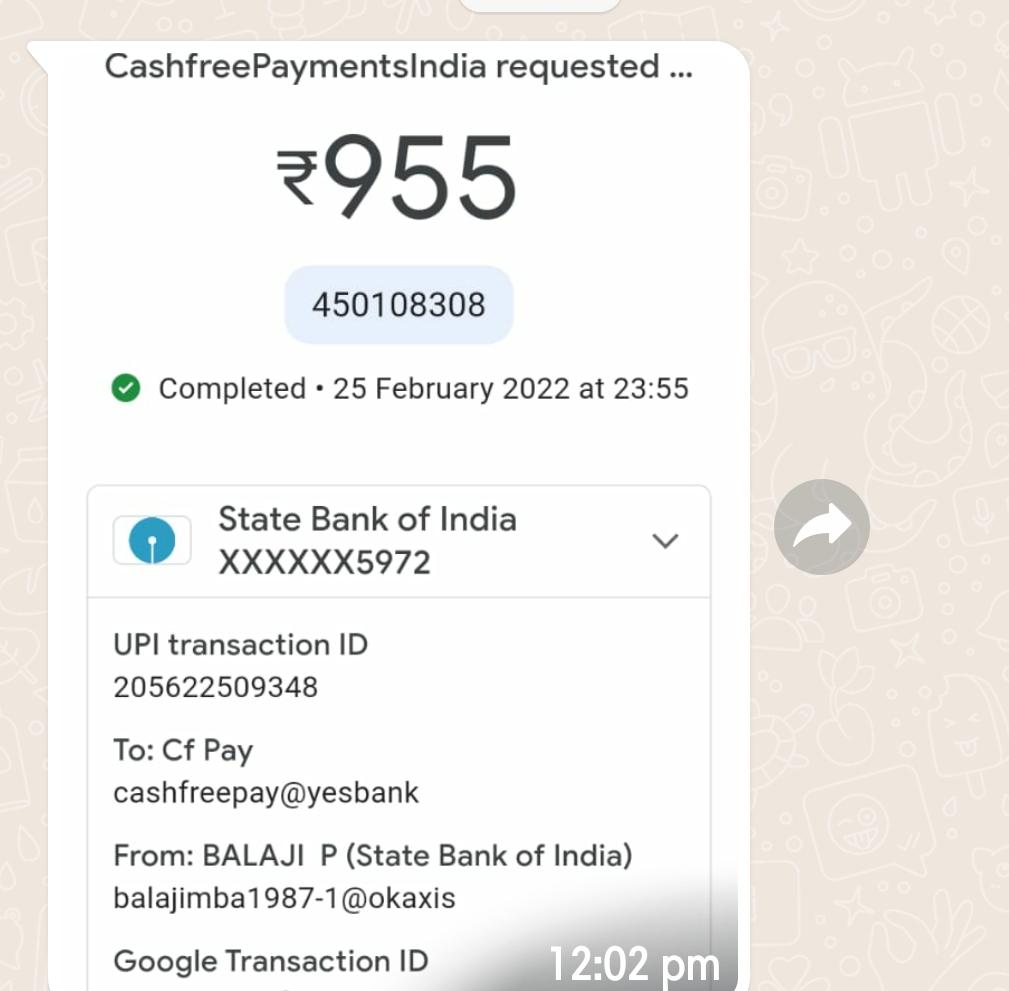 CashfreePaymentsIndia requested ...
₹955
450108308
Completed • 25 February 2022 at 23:55
State Bank of India
XXXXXX5972
UPI transaction ID
205622509348
To: Cf Pay
cashfreepay@yesbank
From: BALAJI P (State Bank of India)
balajimba1987-1@okaxis
Google Transaction ID
12:02 pm